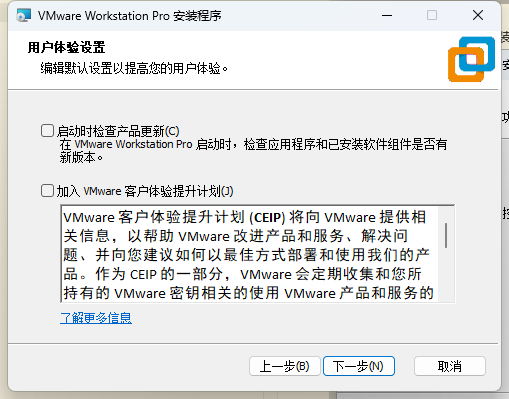 VMware Workstation Pro 安装程序
用户体验设置
编辑默认设置以提高您的用户体验。
启动时检查产品更新(C)
在 VMware Workstation Pro 启动时，检查应用程序和已安装软件组件是否有
新版本。
加入 VMware 客户体验提升计划(J)
VMware 客户体验提升计划 (CEIP) 将向 VMware 提供相
关信息，以帮助 VMware 改进产品和服务、解决问
题、并向您建议如何以最佳方式部署和使用我们的产
品。作为 CEIP 的一部分，VMware 会定期收集和您所
持有的 VMware 密钥相关的使用 VMware 产品和服务的
了解更多信息
上一步(B)
下一步(N)
取消